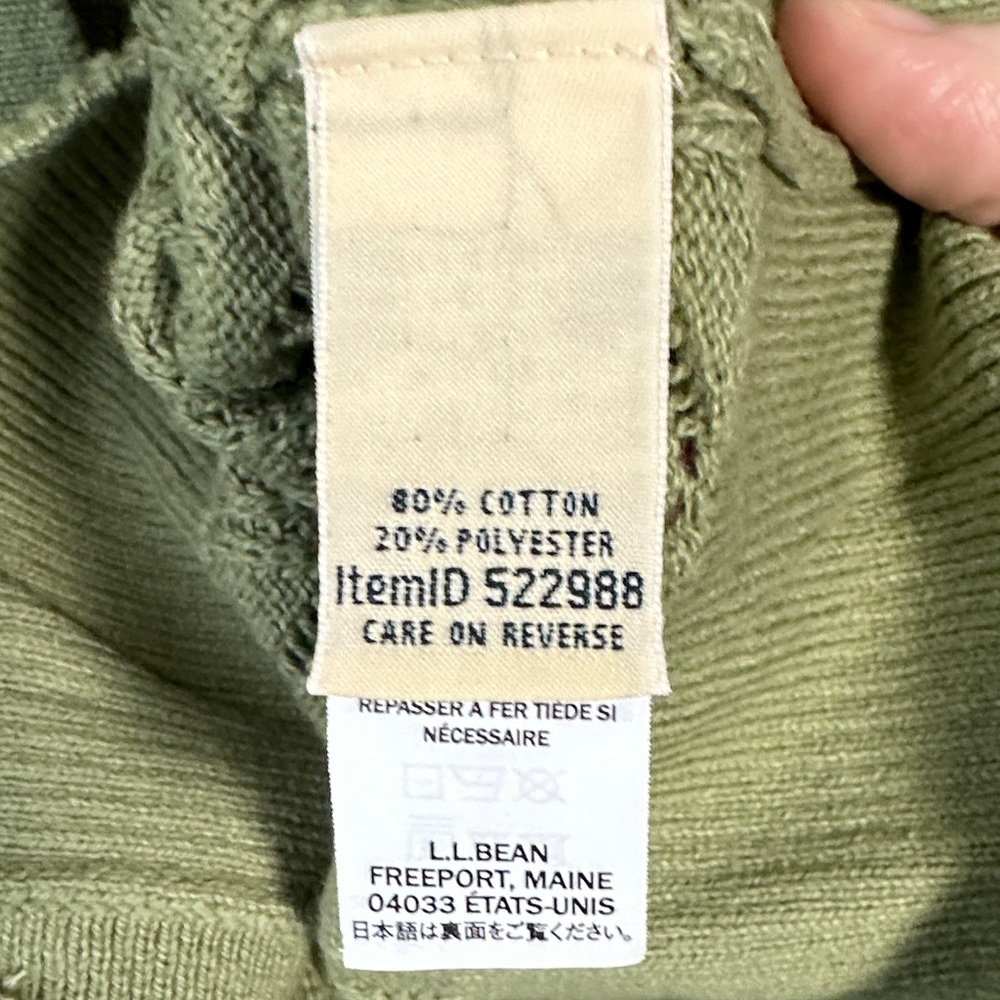 80% COTTON
20% POLYESTER
ItemID 522988
CARE ON REVERSE
REPASSER À FER TIÈDE SI
NÉCESSAIRE
L.L.BEAN
FREEPORT, MAINE
04033 ÉTATS-UNIS
日本語は裏面をご覧ください。